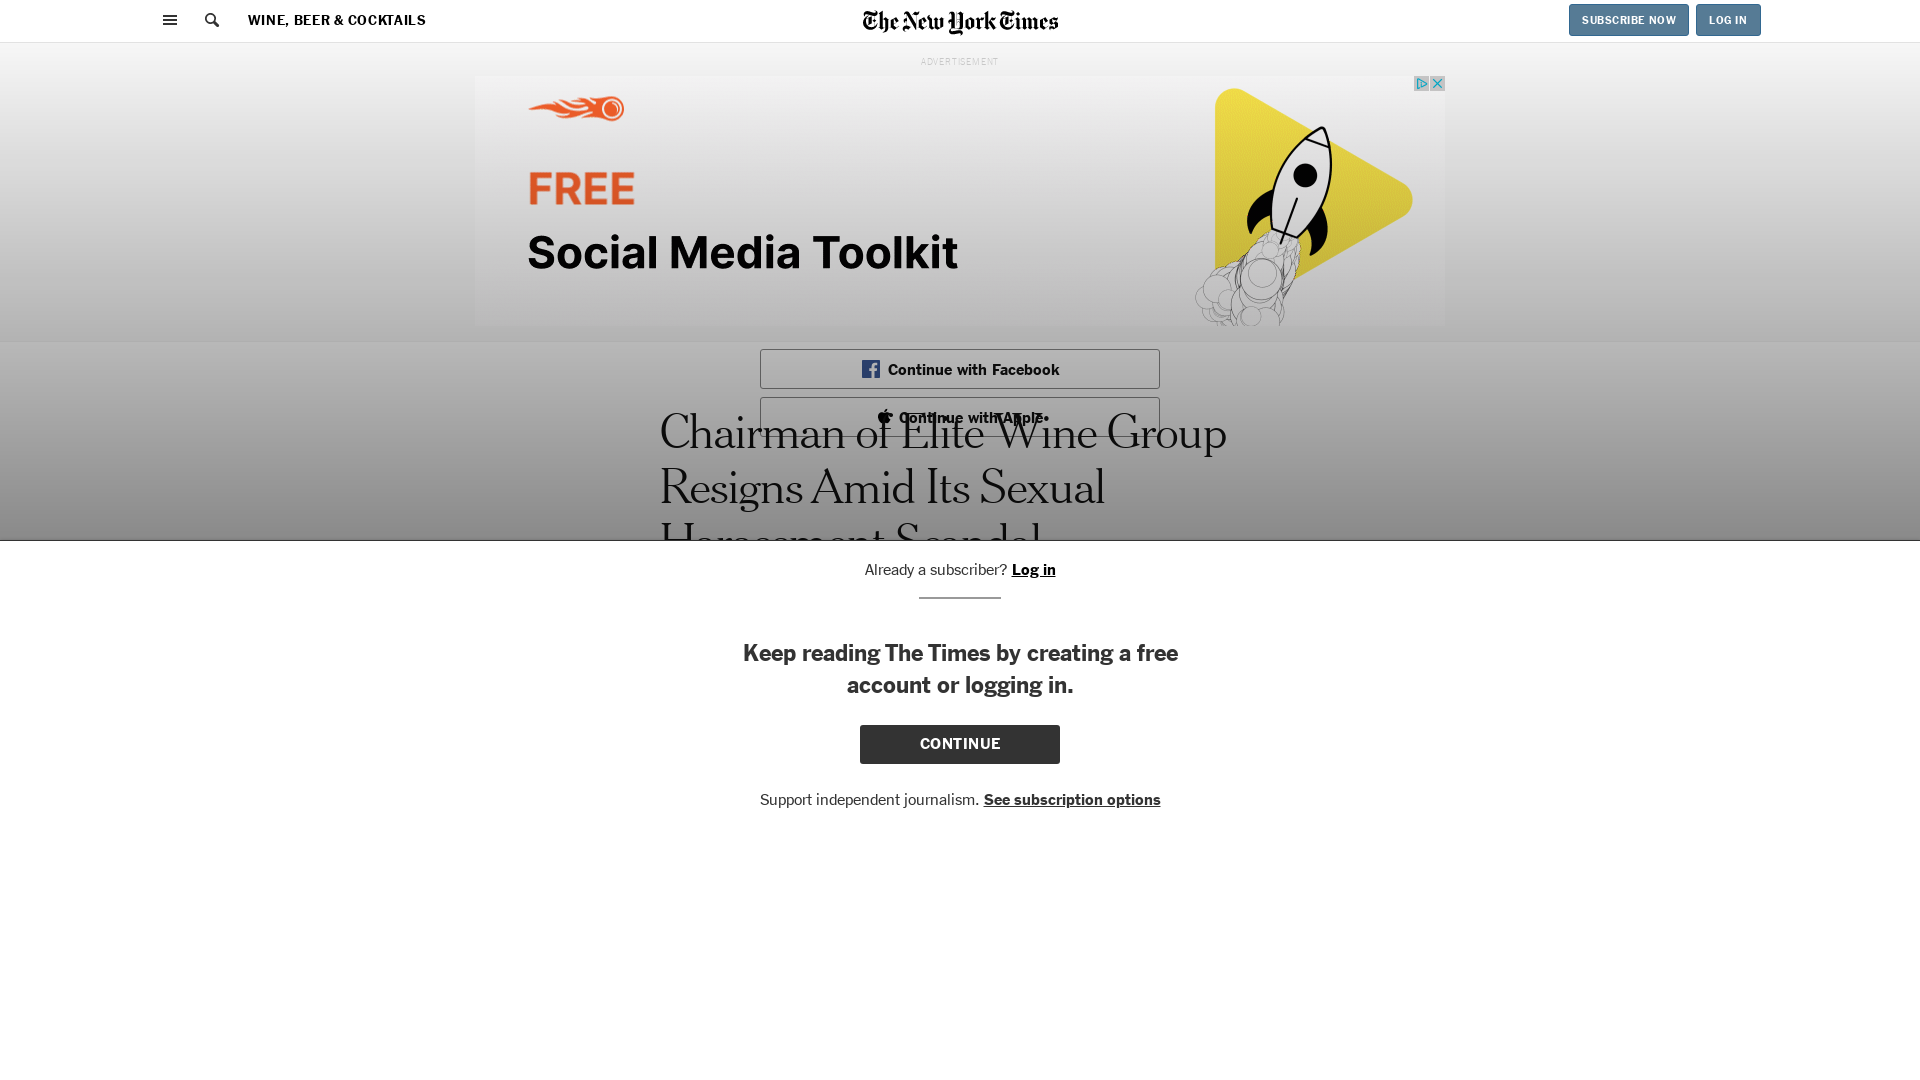 WINE, BEER & COCKTAILS
The New York Times
SUBSCRIBE NOW
LOG IN
ADVERTISEMENT
FREE
Social Media Toolkit
Continue with Facebook
Continue with Apple
Chairman of Elite Wine Group
Resigns Amid Its Sexual
Harassment Scandal
Already a subscriber? Log in
Keep reading The Times by creating a free
account or logging in.
CONTINUE
Support independent journalism. See subscription options